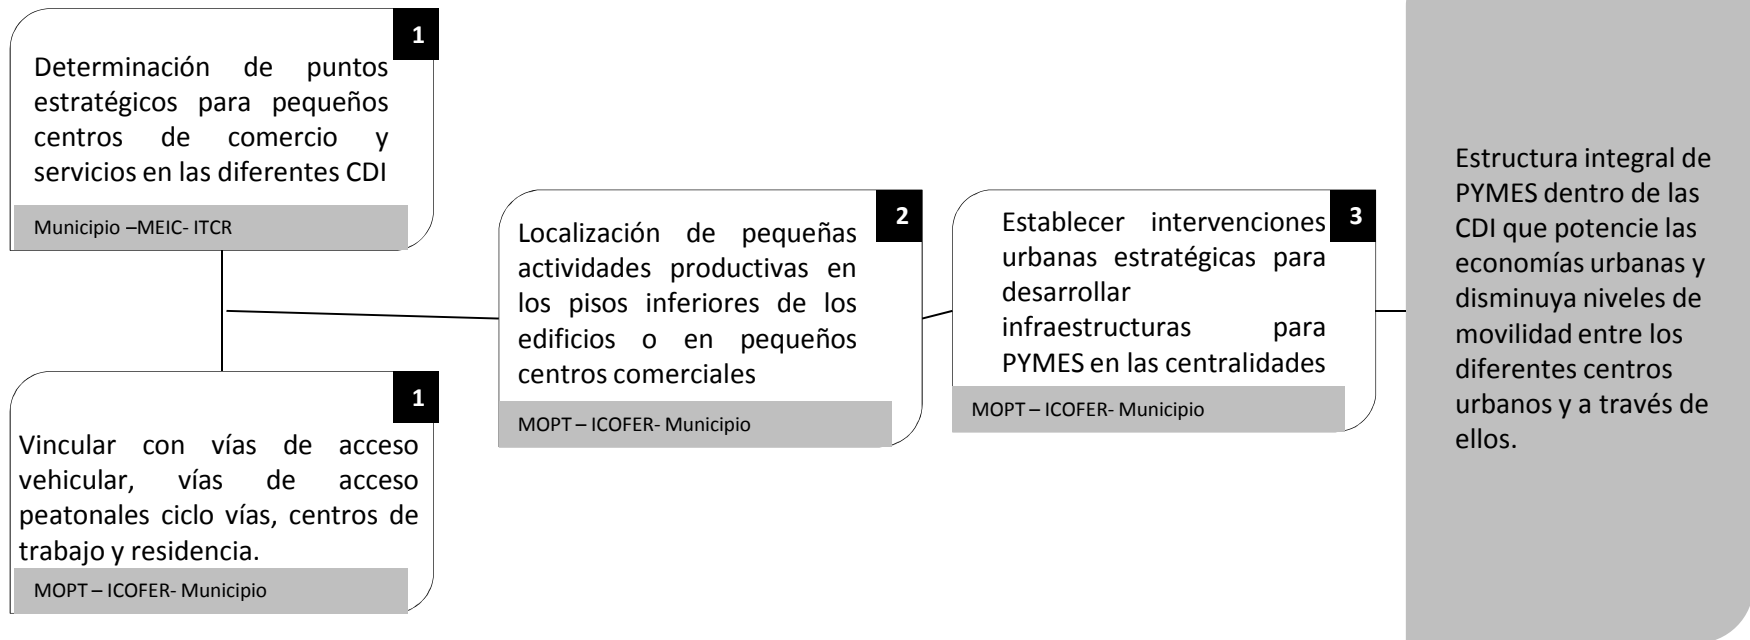 1
Determinación de puntos
estratégicos para pequeños
centros de comercio y
servicios en las diferentes CDI
Municipio –MEIC- ITCR
1
Vincular con vías de acceso
vehicular, vías de acceso
peatonales ciclo vías, centros de
trabajo y residencia.
MOPT – ICOFER- Municipio
2
Localización de pequeñas
actividades productivas en
los pisos inferiores de los
edificios o en pequeños
centros comerciales
MOPT – ICOFER- Municipio
3
Establecer intervenciones
urbanas estratégicas para
desarrollar
infraestructuras para
PYMES en las centralidades
MOPT – ICOFER- Municipio
Estructura integral de
PYMES dentro de las
CDI que potencie las
economías urbanas y
disminuya niveles de
movilidad entre los
diferentes centros
urbanos y a través de
ellos.